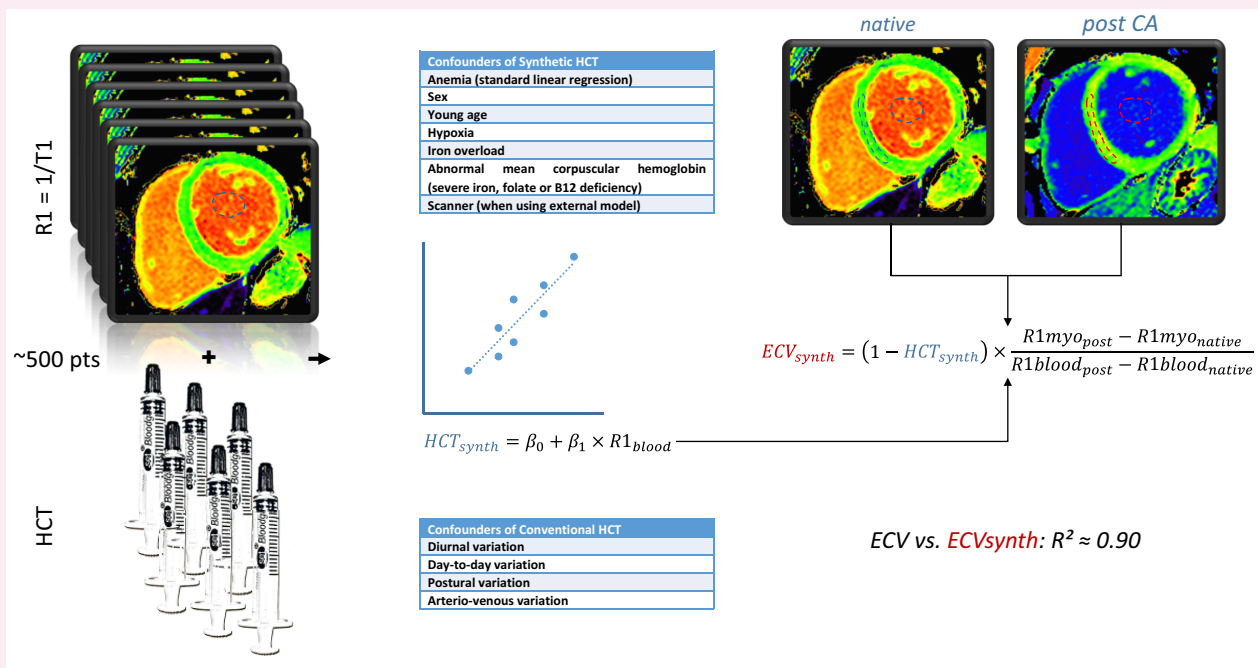 R1 = 1/T1
~500 pts
+
HCT
Confounders of Synthetic HCT
Anemia (standard linear regression)
Sex
Young age
Hypoxia
Iron overload
Abnormal mean corpuscular hemoglobin
(severe iron, folate or B12 deficiency)
Scanner (when using external model)
HCT_synth = β_0 + β_1 × R1_blood
Confounders of Conventional HCT
Diurnal variation
Day-to-day variation
Postural variation
Arterio-venous variation
native
post CA
ECV_synth = (1 − HCT_synth) × (R1myo_post − R1myo_native) / (R1blood_post − R1blood_native)
ECV vs. ECVsynth: R² ≈ 0.90